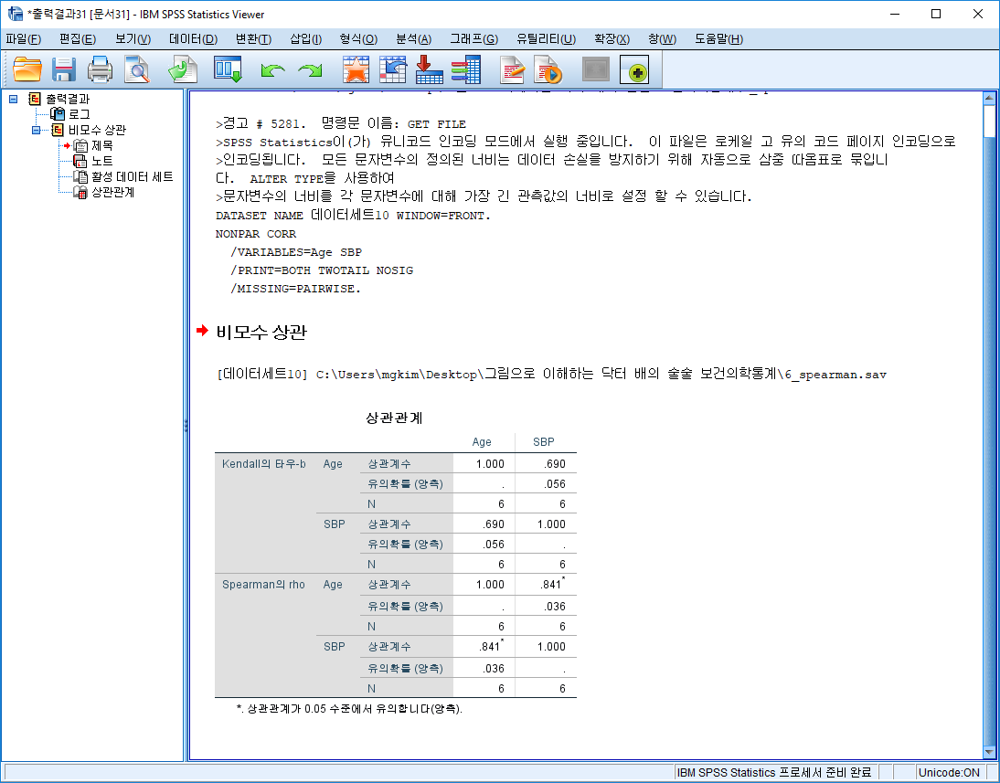 *출력결과31 [문서31] - IBM SPSS Statistics Viewer
파일(F) 편집(E) 보기(V) 데이터(D) 변환(T) 삽입(I) 형식(O) 분석(A) 그래프(G) 유틸리티(U) 확장(X) 창(W) 도움말(H)
출력결과
로그
비모수 상관
제목
노트
활성 데이터 세트
상관관계
>경고 # 5281. 명령문 이름: GET FILE
>SPSS Statistics이(가) 유니코드 인코딩 모드에서 실행 중입니다. 이 파일은 로케일 고 유의 코드 페이지 인코딩으로
>인코딩됩니다. 모든 문자변수의 정의된 너비는 데이터 손실을 방지하기 위해 자동으로 삼중 따옴표로 묶입니
다. ALTER TYPE을 사용하여
>문자변수의 너비를 각 문자변수에 대해 가장 긴 관측값의 너비로 설정 할 수 있습니다.
DATASET NAME 데이터세트10 WINDOW=FRONT.
NONPAR CORR
/VARIABLES=Age SBP
/PRINT=BOTH TWOTAIL NOSIG
/MISSING=PAIRWISE.
비모수 상관
[데이터세트10] C:\Users\mgkim\Desktop\그림으로 이해하는 닥터 배의 술술 보건의학통계\6_spearman.sav
상관관계
Age SBP
Kendall의 타우-b Age 상관계수 1.000 .690
유의확률 (양측) . .056
N 6 6
SBP 상관계수 .690 1.000
유의확률 (양측) .056 .
N 6 6
Spearman의 rho Age 상관계수 1.000 .841*
유의확률 (양측) . .036
N 6 6
SBP 상관계수 .841* 1.000
유의확률 (양측) .036 .
N 6 6
*. 상관관계가 0.05 수준에서 유의합니다(양측).
IBM SPSS Statistics 프로세서 준비 완료 Unicode:ON